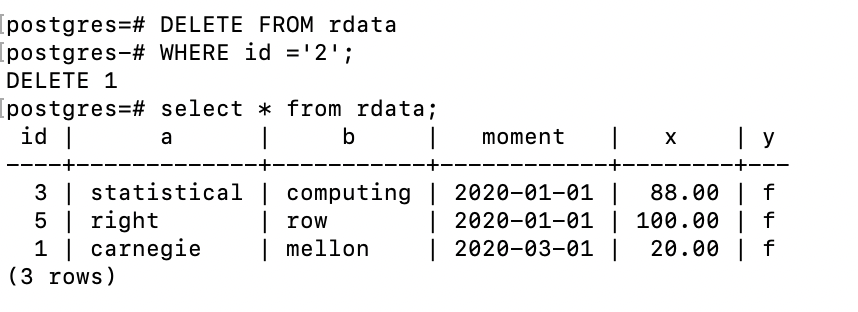 [postgres=# DELETE FROM rdata
[postgres-# WHERE id ='2';
DELETE 1
[postgres=# select * from rdata;
 id |      a      |     b     |   moment   |   x    | y
----+-------------+-----------+------------+--------+---
  3 | statistical | computing | 2020-01-01 |  88.00 | f
  5 | right       | row       | 2020-01-01 | 100.00 | f
  1 | carnegie    | mellon    | 2020-03-01 |  20.00 | f
(3 rows)